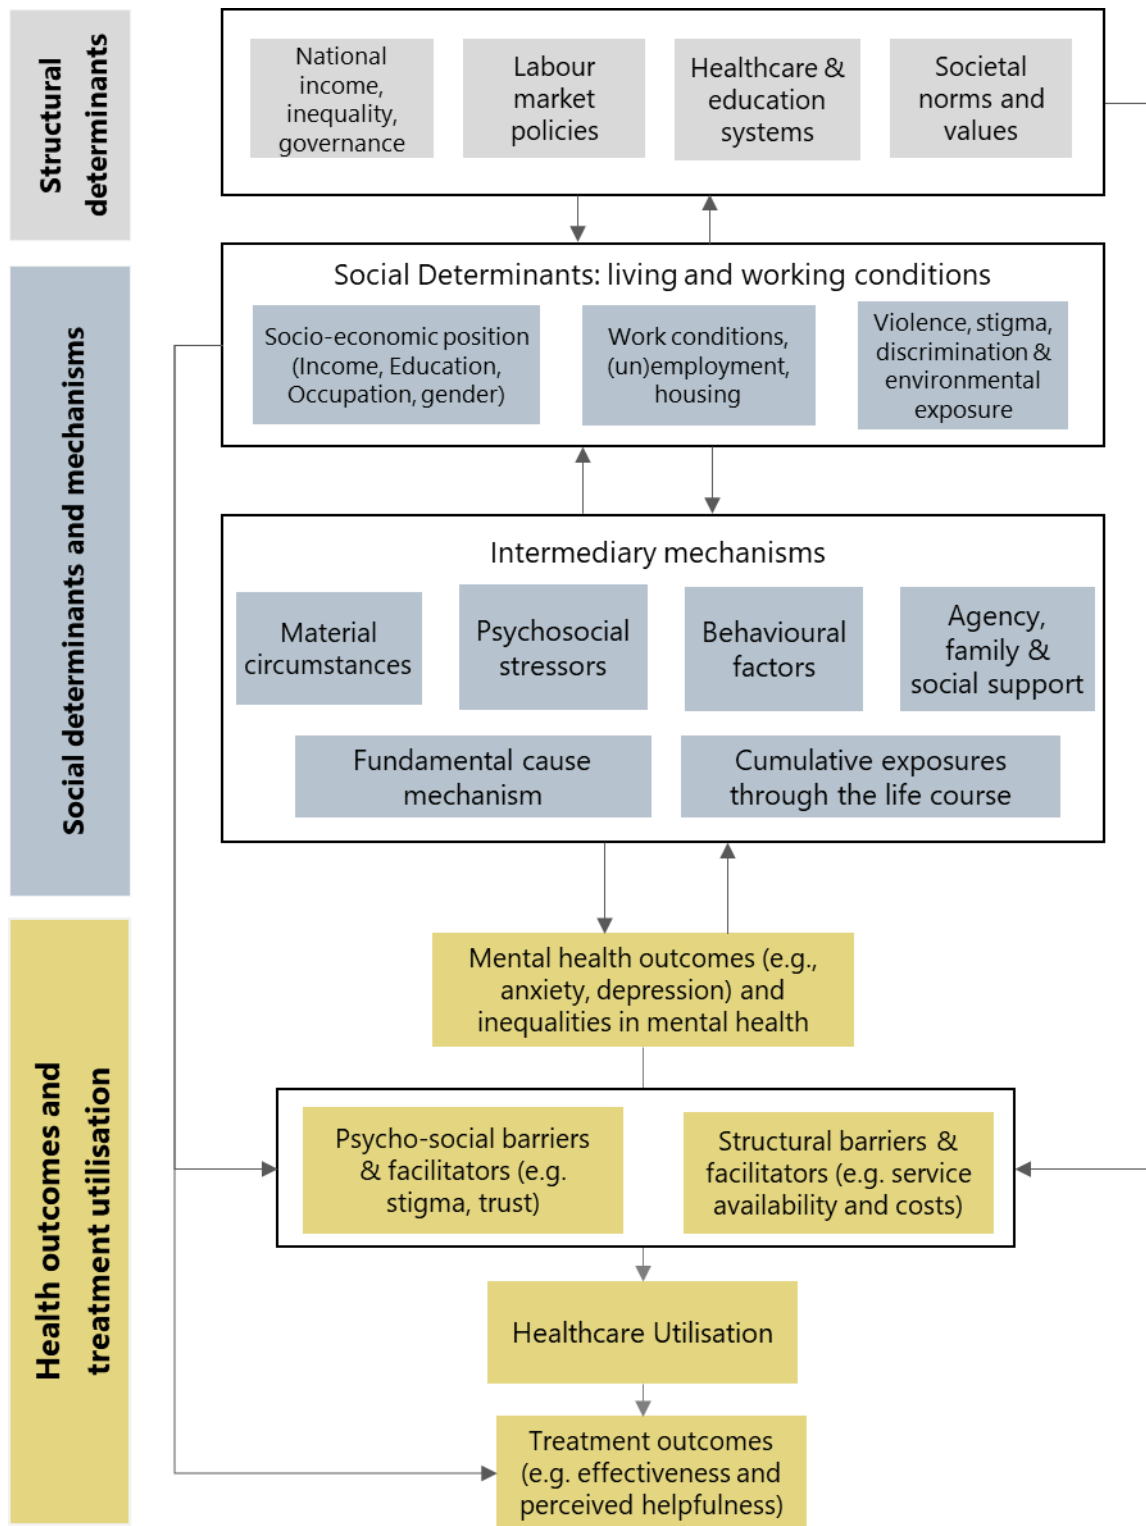 Structural
determinants
National
income,
inequality,
governance
Labour
market
policies
Healthcare &
education
systems
Societal
norms and
values
Social determinants and mechanisms
Social Determinants: living and working conditions
Socio-economic position
(Income, Education,
Occupation, gender)
Work conditions,
(un)employment,
housing
Violence, stigma,
discrimination &
environmental
exposure
Intermediary mechanisms
Material
circumstances
Psychosocial
stressors
Behavioural
factors
Agency,
family &
social support
Fundamental cause
mechanism
Cumulative exposures
through the life course
Health outcomes and
treatment utilisation
Mental health outcomes (e.g.,
anxiety, depression) and
inequalities in mental health
Psycho-social barriers
& facilitators (e.g.
stigma, trust)
Structural barriers &
facilitators (e.g. service
availability and costs)
Healthcare Utilisation
Treatment outcomes
(e.g. effectiveness and
perceived helpfulness)